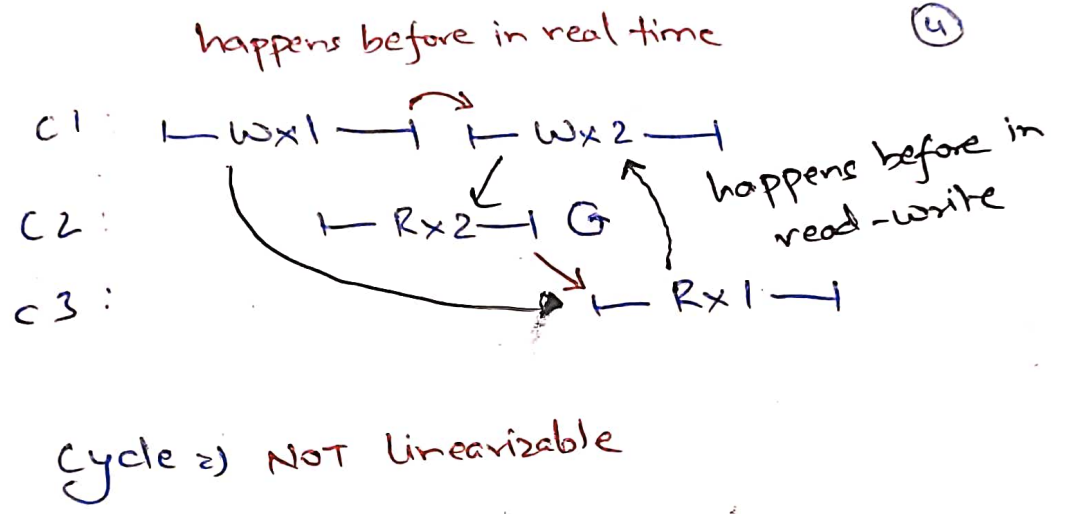 happens before in real time
4
C1: Wx1 Wx2
happens before in
read-write
C2: Rx2 G
C3: Rx1
Cycle => NOT Linearizable